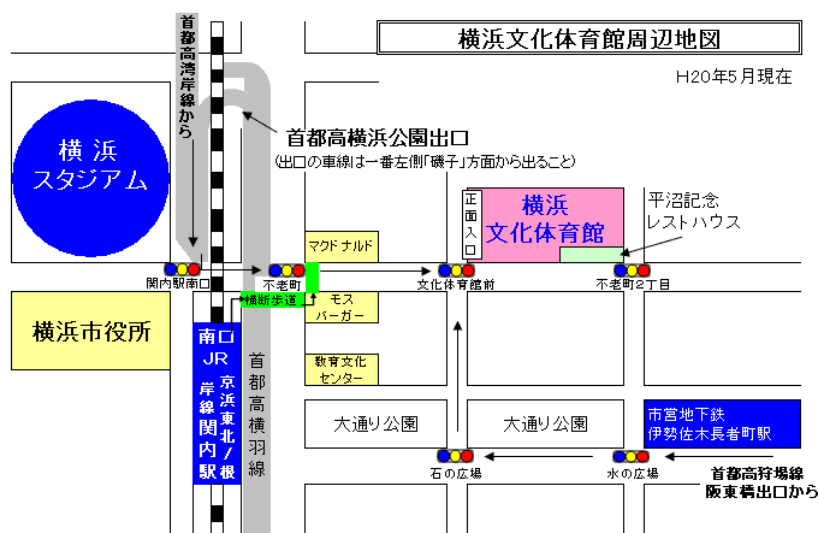 横浜文化体育館周辺地図
H20年5月現在
首都高湾岸線から
首都高横浜公園出口
(出口の車線は一番左側「磯子」方面から出ること)
横 浜
スタジアム
正面入口
横浜
文化体育館
平沼記念
レストハウス
マクドナルド
関内駅南口
不老町
文化体育館前
不老町2丁目
横断歩道
モス
バーガー
横浜市役所
南口
JR
京浜東北/根
岸線関内駅
首都高横羽線
教育文化
センター
大通り公園
大通り公園
市営地下鉄
伊勢佐木長者町駅
石の広場
水の広場
首都高狩場線
阪東橋出口から